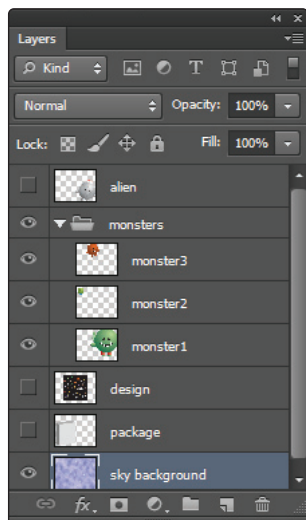 Layers
Kind
Normal Opacity: 100%
Lock: Fill: 100%
alien
monsters
monster3
monster2
monster1
design
package
sky background
fx